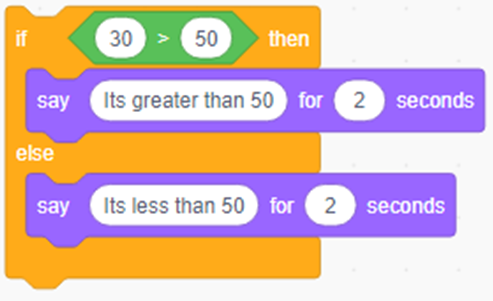 if 30 > 50 then
say Its greater than 50 for 2 seconds
else
say Its less than 50 for 2 seconds